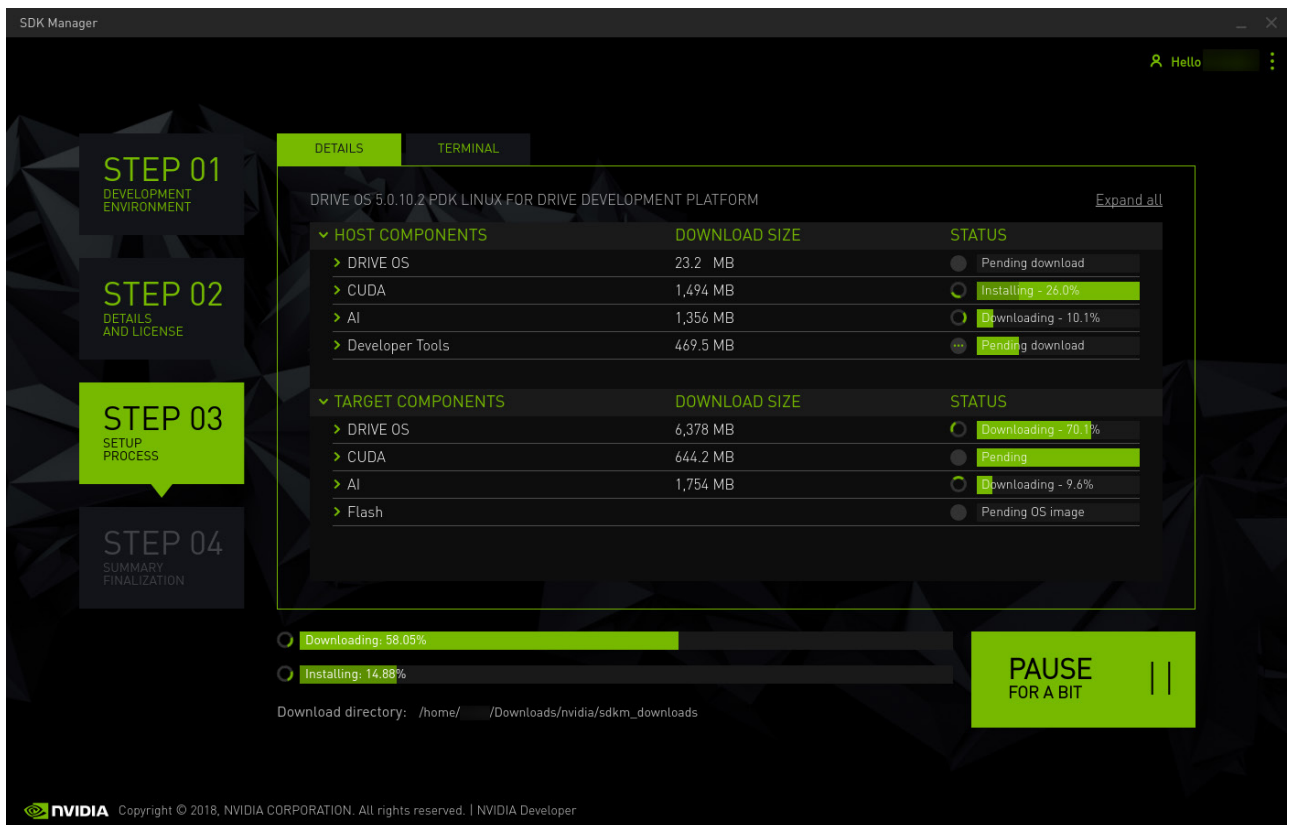 SDK Manager
Hello
STEP 01
DEVELOPMENT
ENVIRONMENT
STEP 02
DETAILS
AND LICENSE
STEP 03
SETUP
PROCESS
STEP 04
SUMMARY
FINALIZATION
DETAILS TERMINAL
DRIVE OS 5.0.10.2 PDK LINUX FOR DRIVE DEVELOPMENT PLATFORM Expand all
HOST COMPONENTS DOWNLOAD SIZE STATUS
DRIVE OS 23.2 MB Pending download
CUDA 1,494 MB Installing - 26.0%
AI 1,356 MB Downloading - 10.1%
Developer Tools 469.5 MB Pending download
TARGET COMPONENTS DOWNLOAD SIZE STATUS
DRIVE OS 6,378 MB Downloading - 70.1%
CUDA 644.2 MB Pending
AI 1,754 MB Downloading - 9.6%
Flash Pending OS image
Downloading: 58.05%
Installing: 14.88%
PAUSE
FOR A BIT
Download directory: /home/ /Downloads/nvidia/sdkm_downloads
NVIDIA Copyright © 2018, NVIDIA CORPORATION. All rights reserved. | NVIDIA Developer